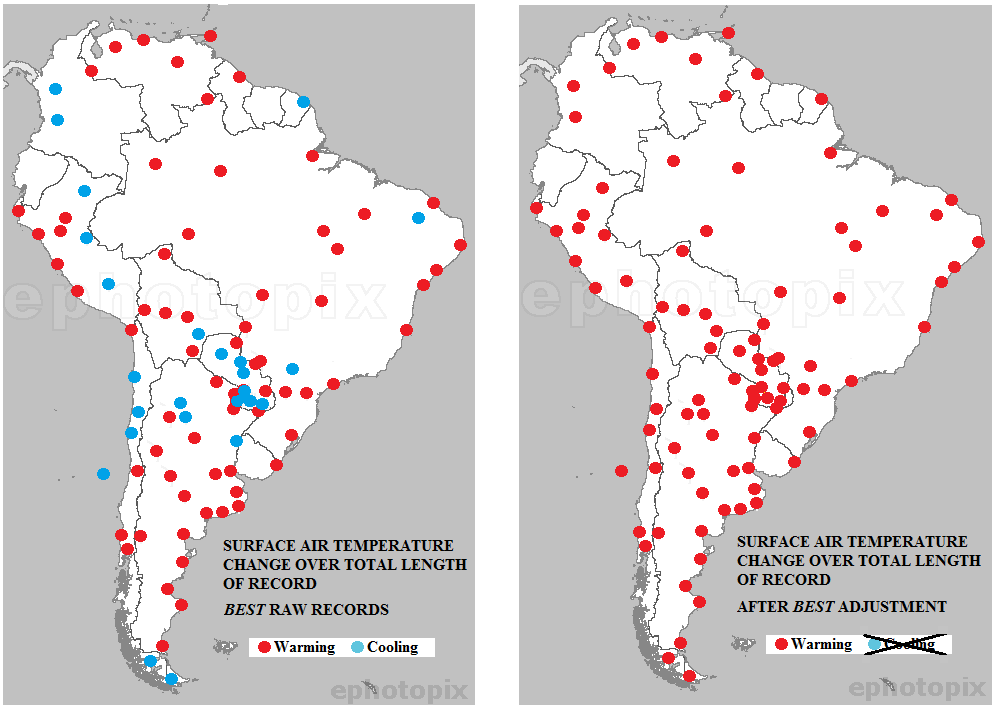 ephotopix
SURFACE AIR TEMPERATURE
CHANGE OVER TOTAL LENGTH
OF RECORD
BEST RAW RECORDS
Warming Cooling
ephotopix
ephotopix
SURFACE AIR TEMPERATURE
CHANGE OVER TOTAL LENGTH
OF RECORD
AFTER BEST ADJUSTMENT
Warming Cooling
ephotopix